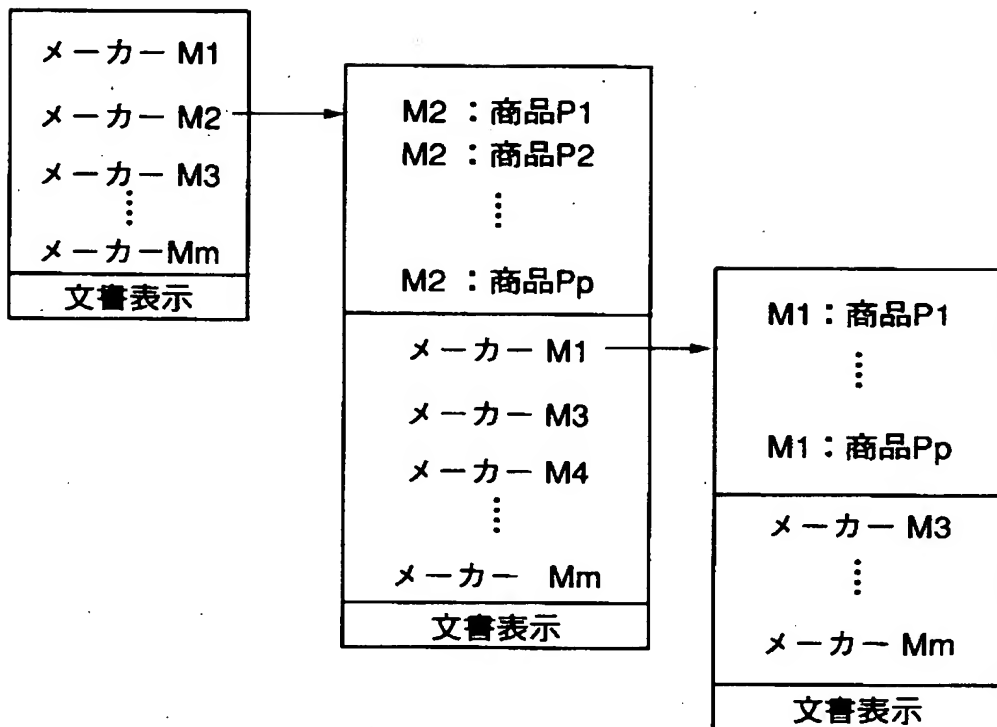 メーカー M1
メーカー M2
メーカー M3
メーカーMm
文書表示
M2 ：商品P1
M2 ：商品P2
M2 ：商品Pp
メーカー M1
メーカー M3
メーカー M4
メーカー Mm
文書表示
M1：商品P1
M1：商品Pp
メーカー M3
メーカー Mm
文書表示